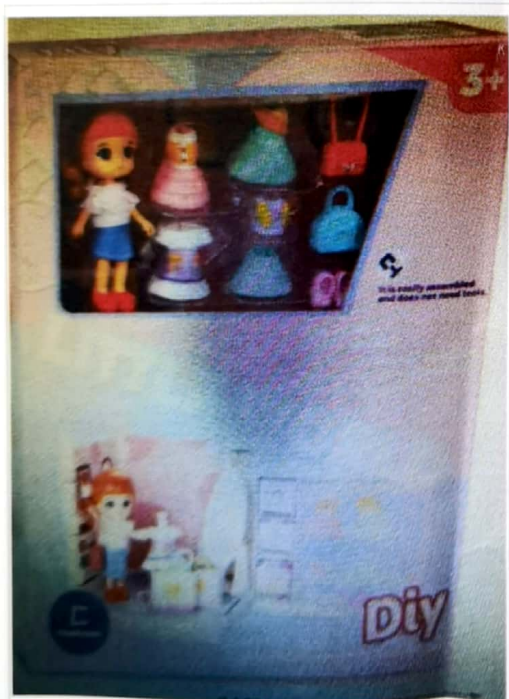 3+
It is easily assembled
and does not need tools.
Diy